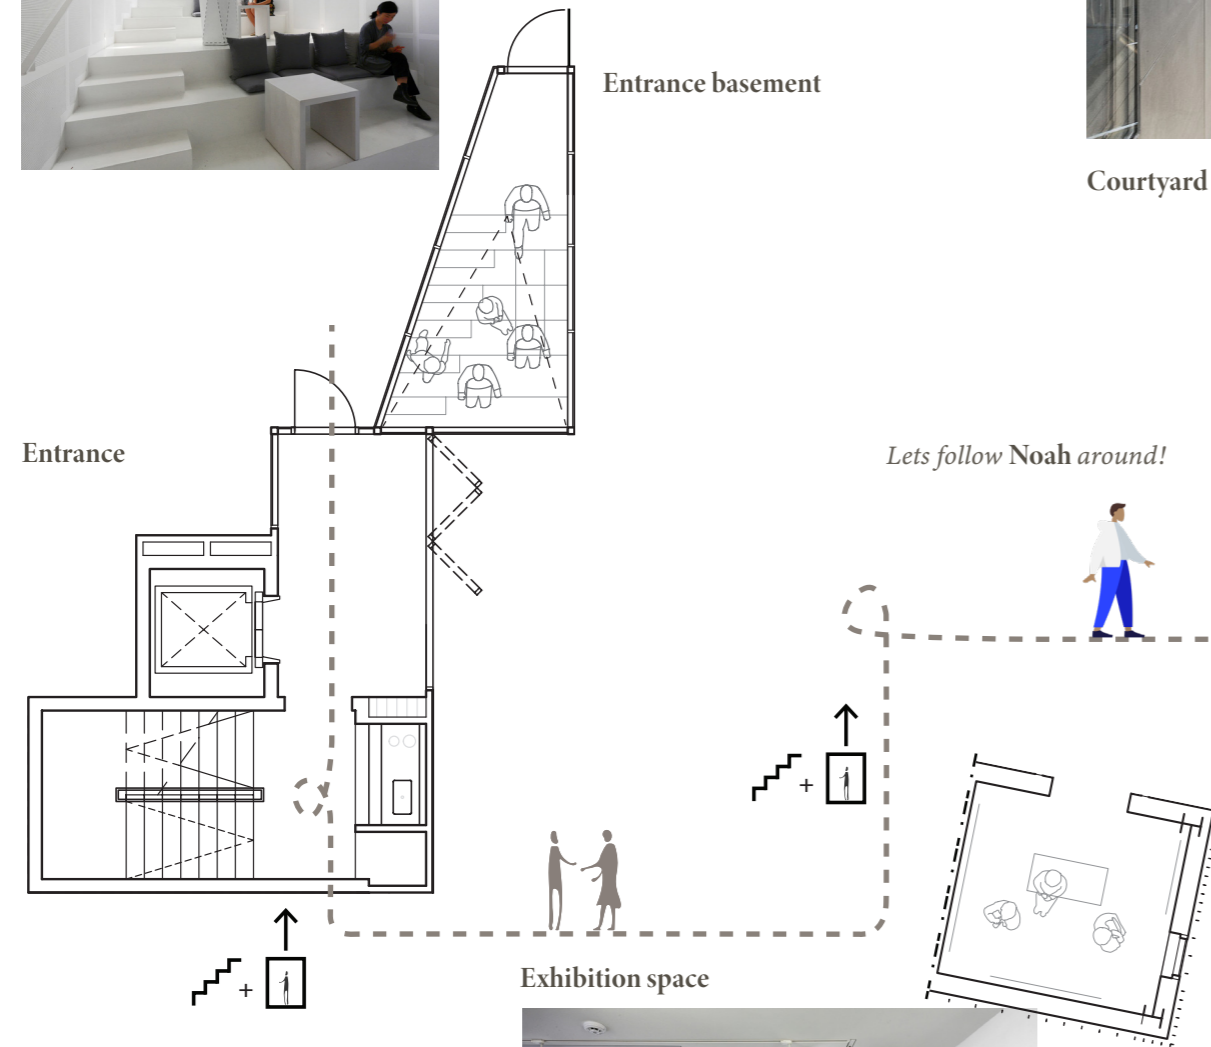 Entrance basement
Courtyard
Entrance
Lets follow Noah around!
+
+
Exhibition space